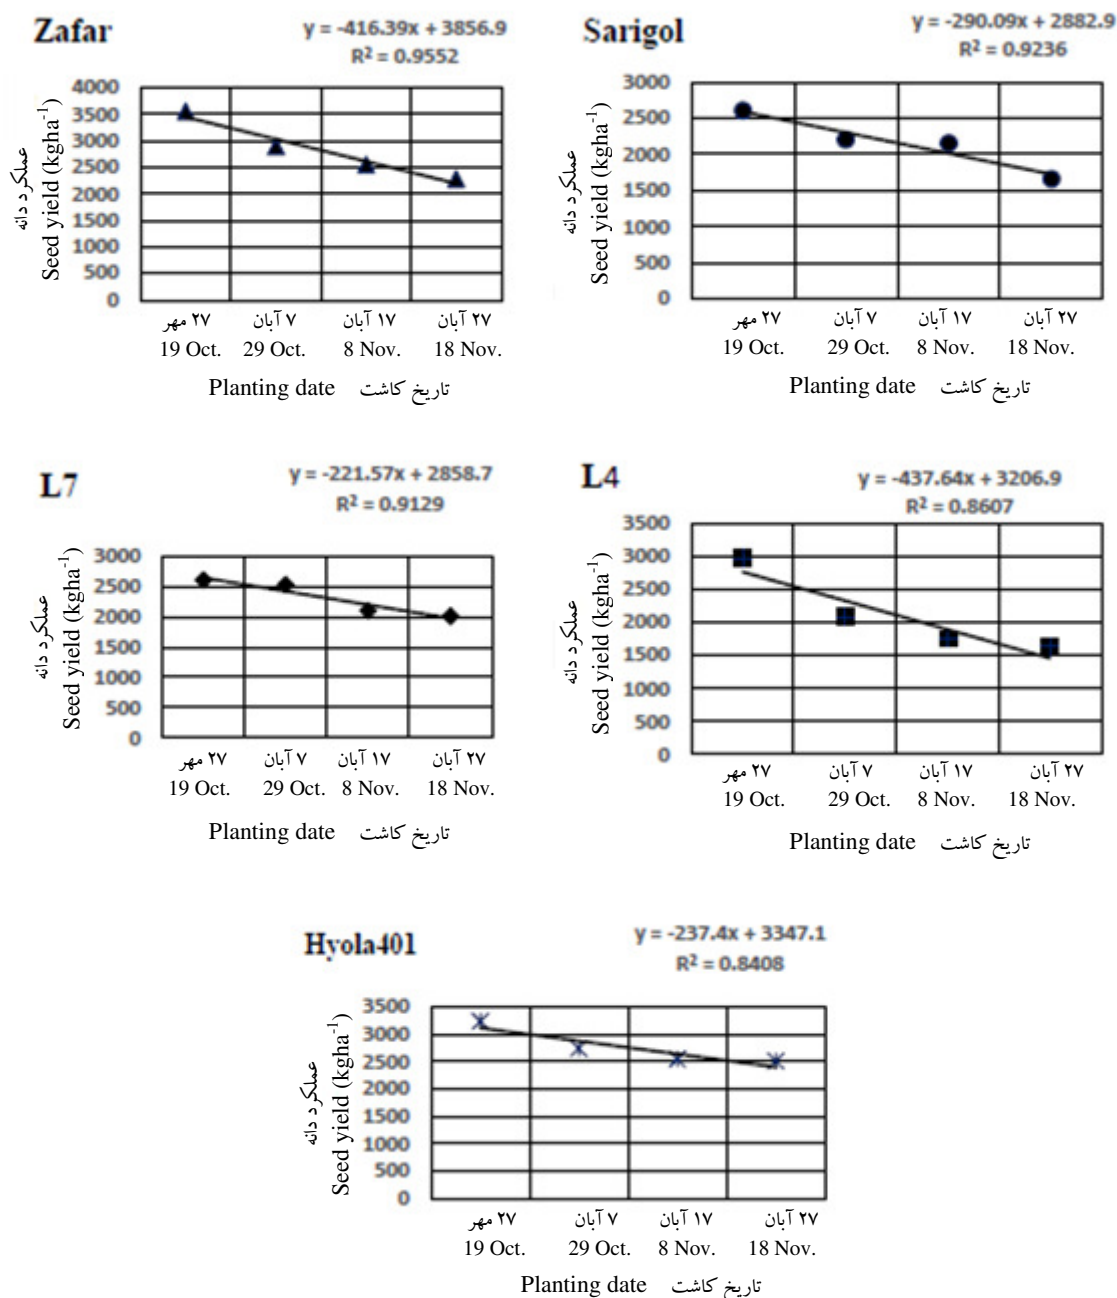 Zafar
y = -416.39x + 3856.9
R² = 0.9552
عملکرد دانه
Seed yield (kgha⁻¹)
4000
3500
3000
2500
2000
1500
1000
500
0
۲۷ مهر ۷ آبان ۱۷ آبان ۲۷ آبان
19 Oct. 29 Oct. 8 Nov. 18 Nov.
Planting date تاریخ کاشت
Sarigol
y = -290.09x + 2882.9
R² = 0.9236
عملکرد دانه
Seed yield (kgha⁻¹)
3000
2500
2000
1500
1000
500
0
۲۷ مهر ۷ آبان ۱۷ آبان ۲۷ آبان
19 Oct. 29 Oct. 8 Nov. 18 Nov.
Planting date تاریخ کاشت
L7
y = -221.57x + 2858.7
R² = 0.9129
عملکرد دانه
Seed yield (kgha⁻¹)
3000
2500
2000
1500
1000
500
0
۲۷ مهر ۷ آبان ۱۷ آبان ۲۷ آبان
19 Oct. 29 Oct. 8 Nov. 18 Nov.
Planting date تاریخ کاشت
L4
y = -437.64x + 3206.9
R² = 0.8607
عملکرد دانه
Seed yield (kgha⁻¹)
3500
3000
2500
2000
1500
1000
500
0
۲۷ مهر ۷ آبان ۱۷ آبان ۲۷ آبان
19 Oct. 29 Oct. 8 Nov. 18 Nov.
Planting date تاریخ کاشت
Hyola401
y = -237.4x + 3347.1
R² = 0.8408
عملکرد دانه
Seed yield (kgha⁻¹)
3500
3000
2500
2000
1500
1000
500
0
۲۷ مهر ۷ آبان ۱۷ آبان ۲۷ آبان
19 Oct. 29 Oct. 8 Nov. 18 Nov.
Planting date تاریخ کاشت